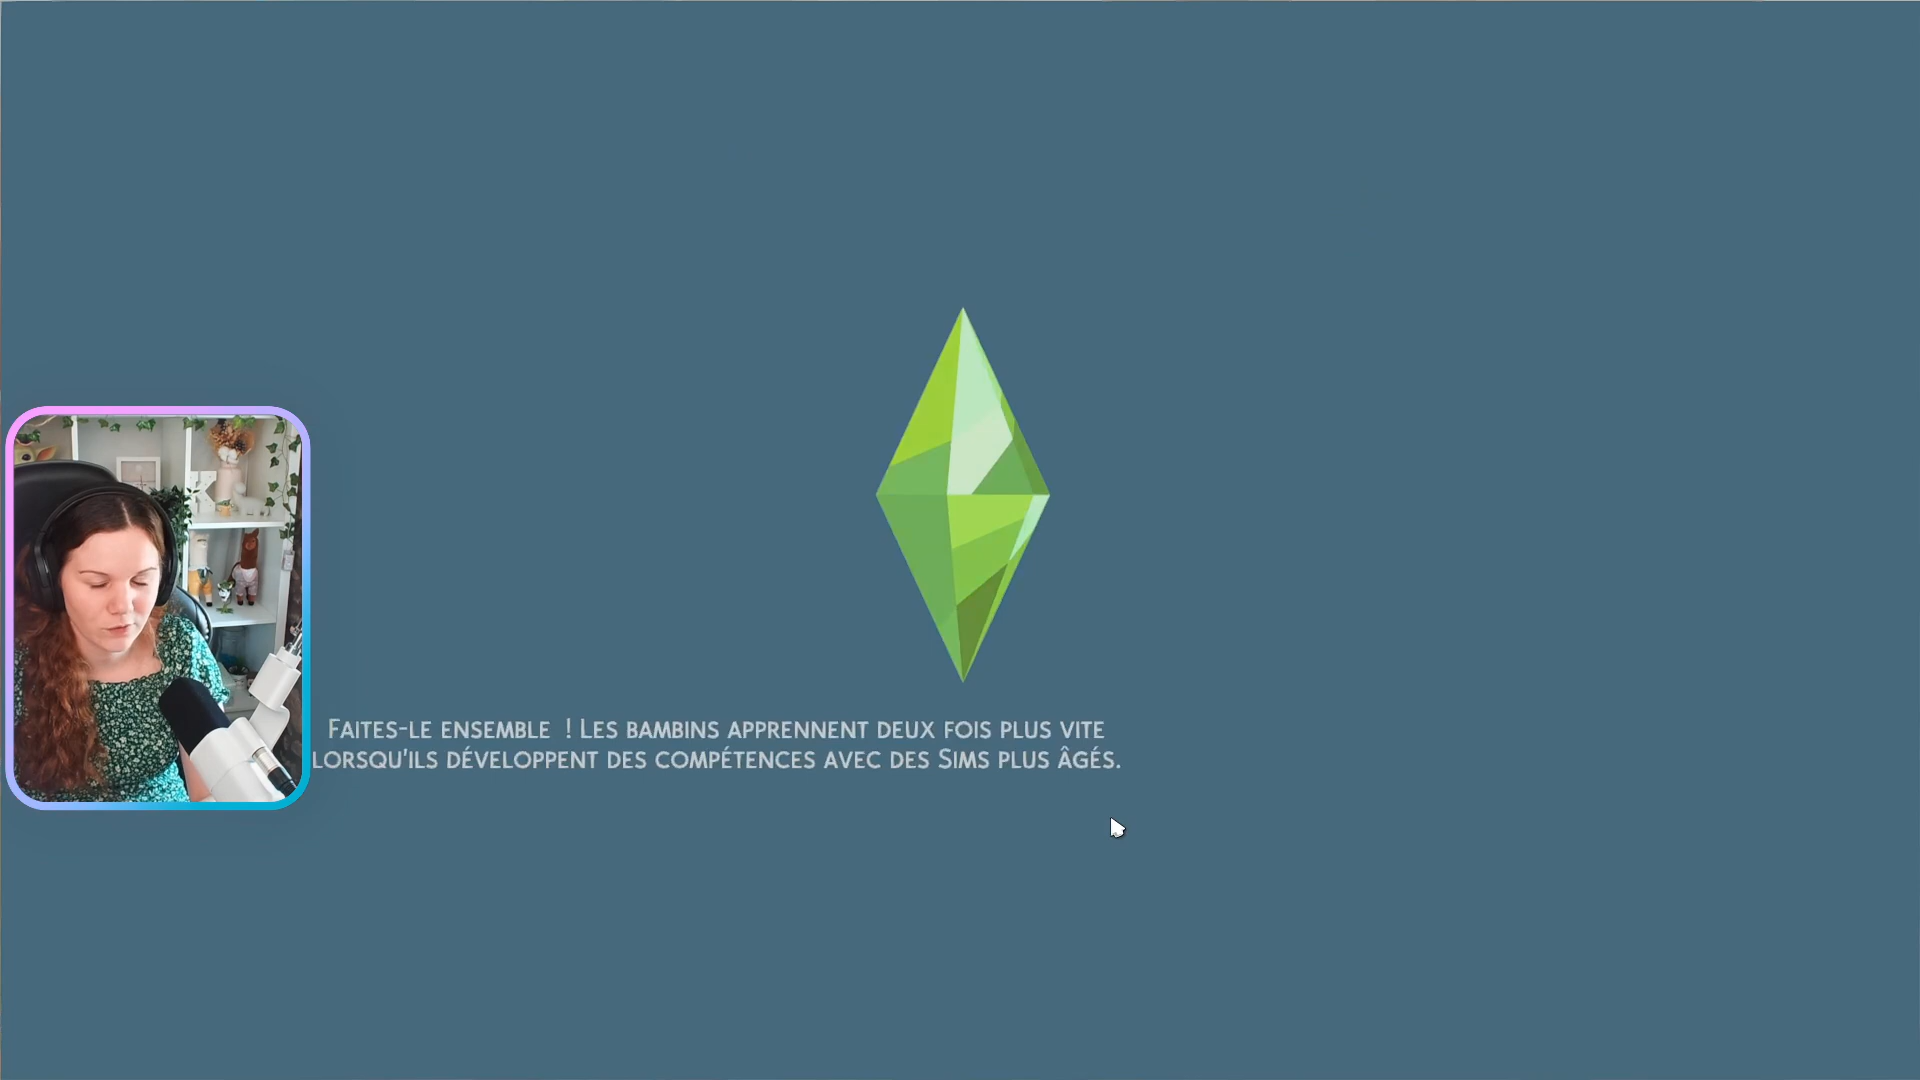 Faites-le ensemble  ! Les bambins apprennent deux fois plus vite
lorsqu'ils développent des compétences avec des Sims plus âgés.